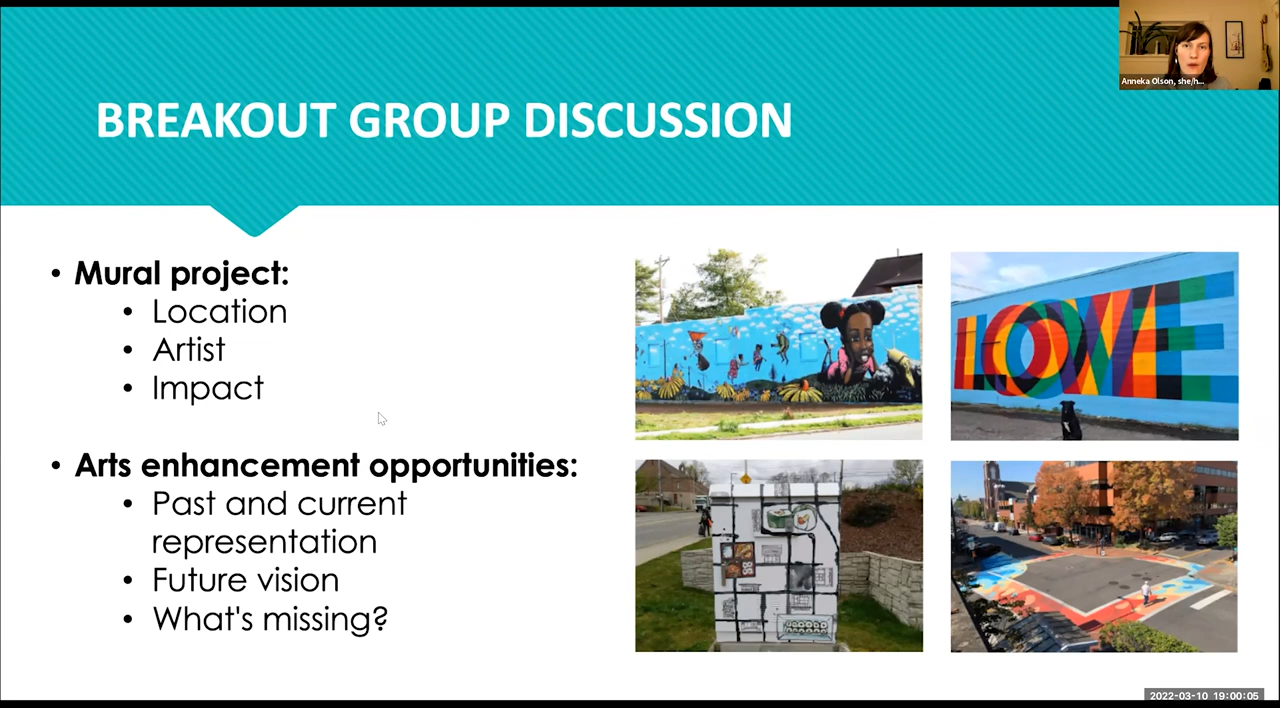 Anneka Olson, she/h...
BREAKOUT GROUP DISCUSSION
• Mural project:
• Location
• Artist
• Impact
• Arts enhancement opportunities:
• Past and current
representation
• Future vision
• What's missing?
LOVE
2022-03-10 19:00:05